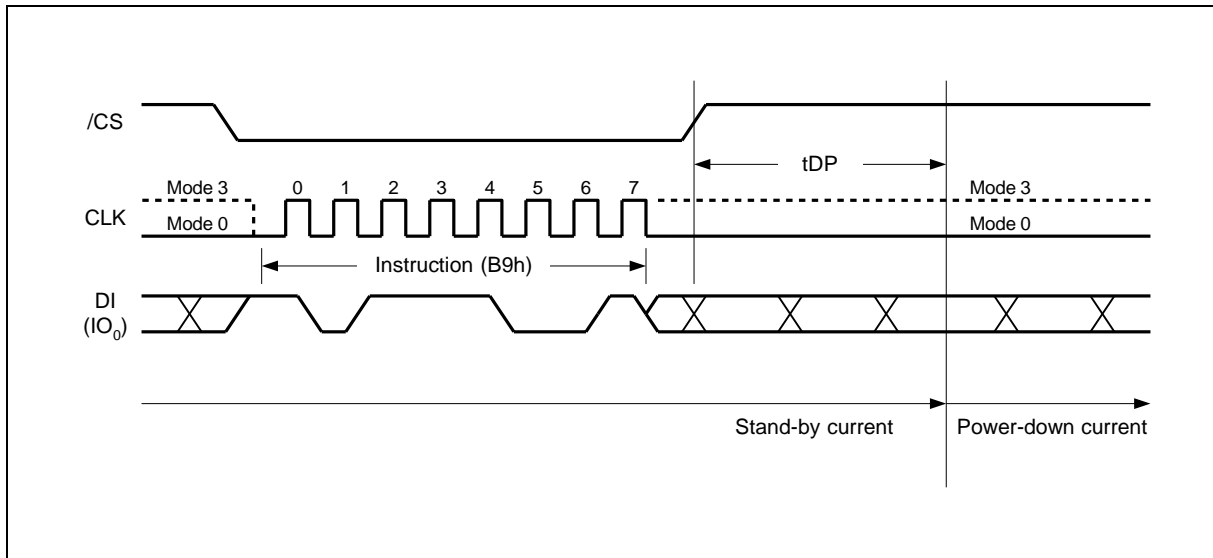 /CS
tDP
Mode 3 0 1 2 3 4 5 6 7 Mode 3
CLK
Mode 0 Mode 0
Instruction (B9h)
DI
(IO0)
Stand-by current Power-down current